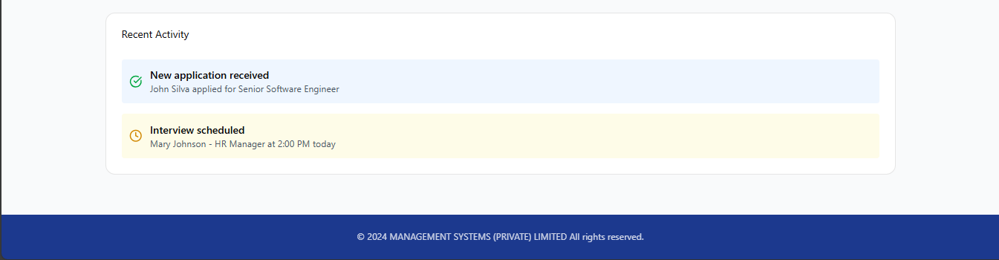 Recent Activity
New application received
John Silva applied for Senior Software Engineer
Interview scheduled
Mary Johnson - HR Manager at 2:00 PM today
© 2024 MANAGEMENT SYSTEMS (PRIVATE) LIMITED All rights reserved.